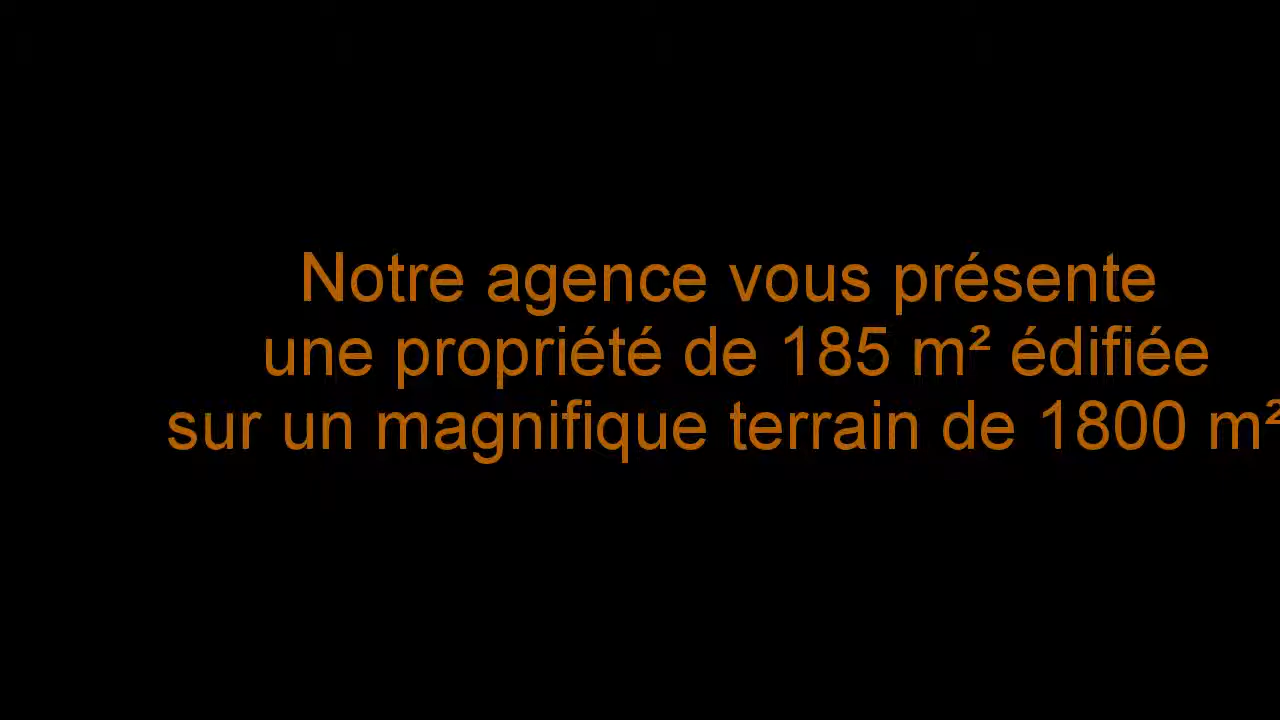 Notre agence vous présente
une propriété de 185 m² édifiée
sur un magnifique terrain de 1800 m²